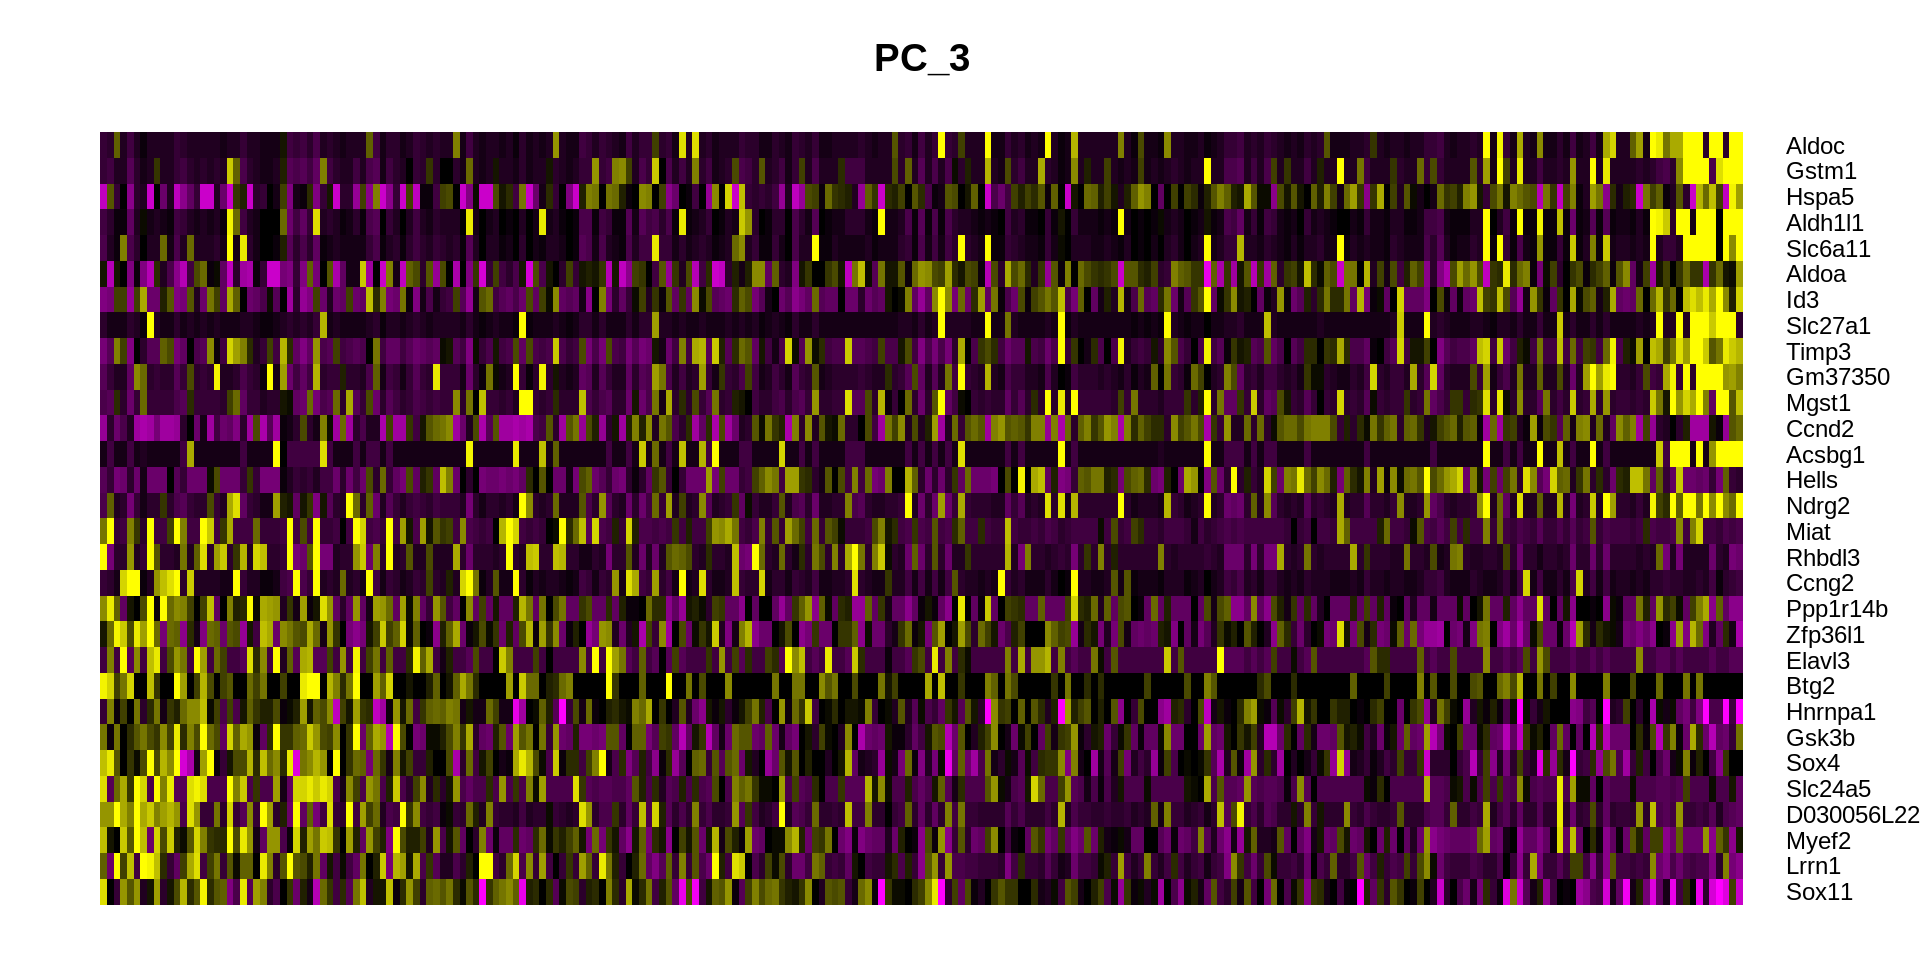 PC_3
Aldoc
Gstm1
Hspa5
Aldh1l1
Slc6a11
Aldoa
Id3
Slc27a1
Timp3
Gm37350
Mgst1
Ccnd2
Acsbg1
Hells
Ndrg2
Miat
Rhbdl3
Ccng2
Ppp1r14b
Zfp36l1
Elavl3
Btg2
Hnrnpa1
Gsk3b
Sox4
Slc24a5
D030056L22
Myef2
Lrrn1
Sox11